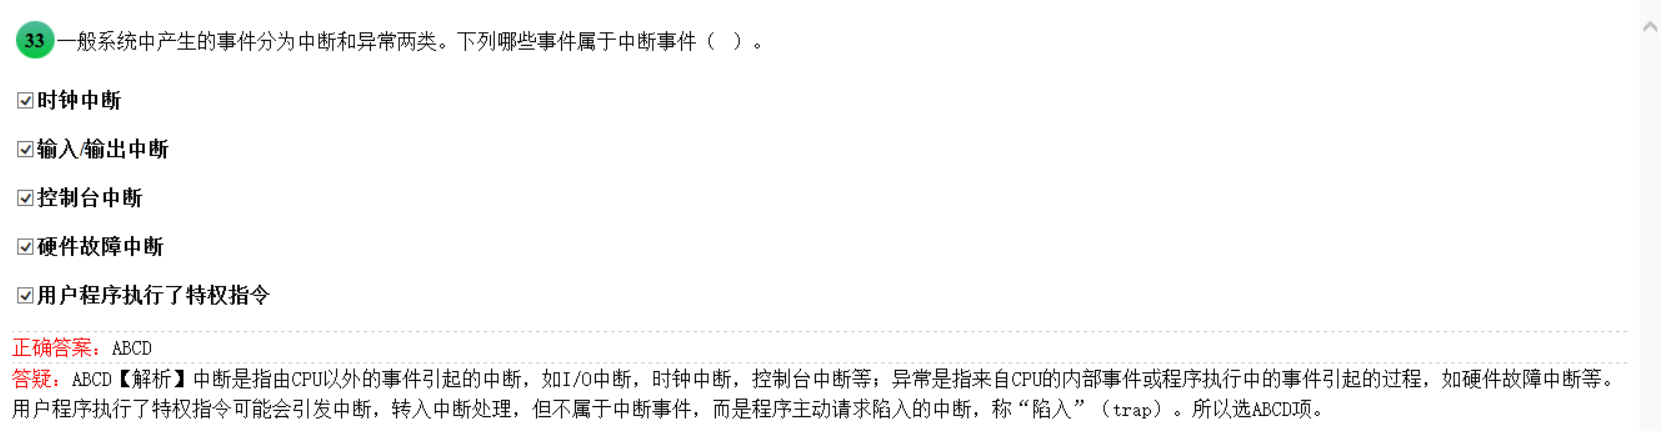 33 一般系统中产生的事件分为中断和异常两类。下列哪些事件属于中断事件（ ）。
时钟中断
输入/输出中断
控制台中断
硬件故障中断
用户程序执行了特权指令
正确答案：ABCD
答疑：ABCD【解析】中断是指由CPU以外的事件引起的中断，如I/O中断，时钟中断，控制台中断等；异常是指来自CPU的内部事件或程序执行中的事件引起的过程，如硬件故障中断等。
用户程序执行了特权指令可能会引发中断，转入中断处理，但不属于中断事件，而是程序主动请求陷入的中断，称“陷入”（trap）。所以选ABCD项。